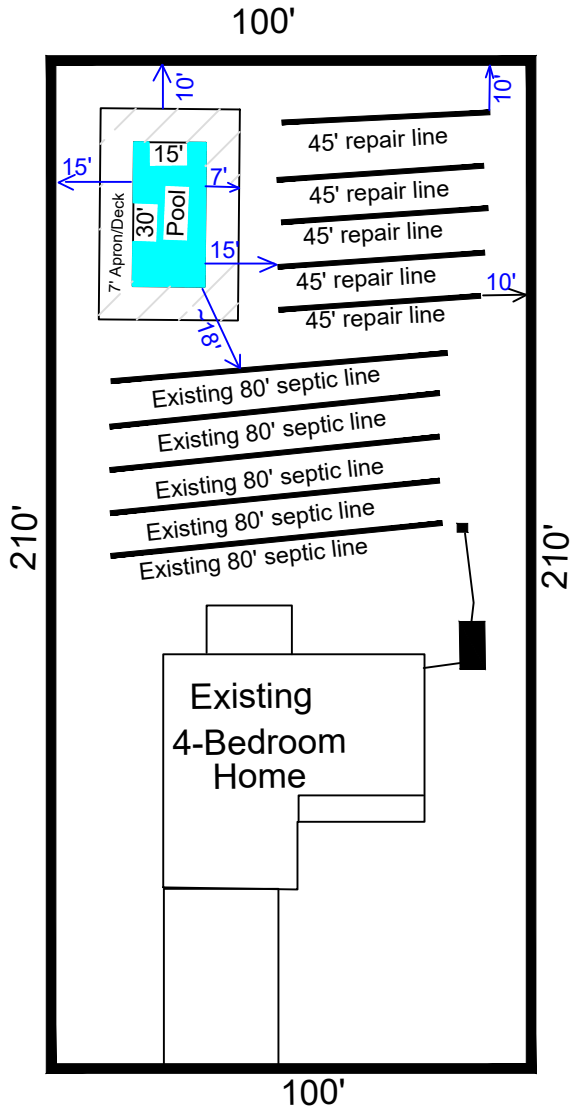 100'
10'
10'
45' repair line
15'
15'
7'
45' repair line
7' Apron/Deck
30'
Pool
45' repair line
15'
45' repair line
10'
45' repair line
~18'
Existing 80' septic line
Existing 80' septic line
Existing 80' septic line
Existing 80' septic line
Existing 80' septic line
210'
210'
Existing
4-Bedroom
Home
100'